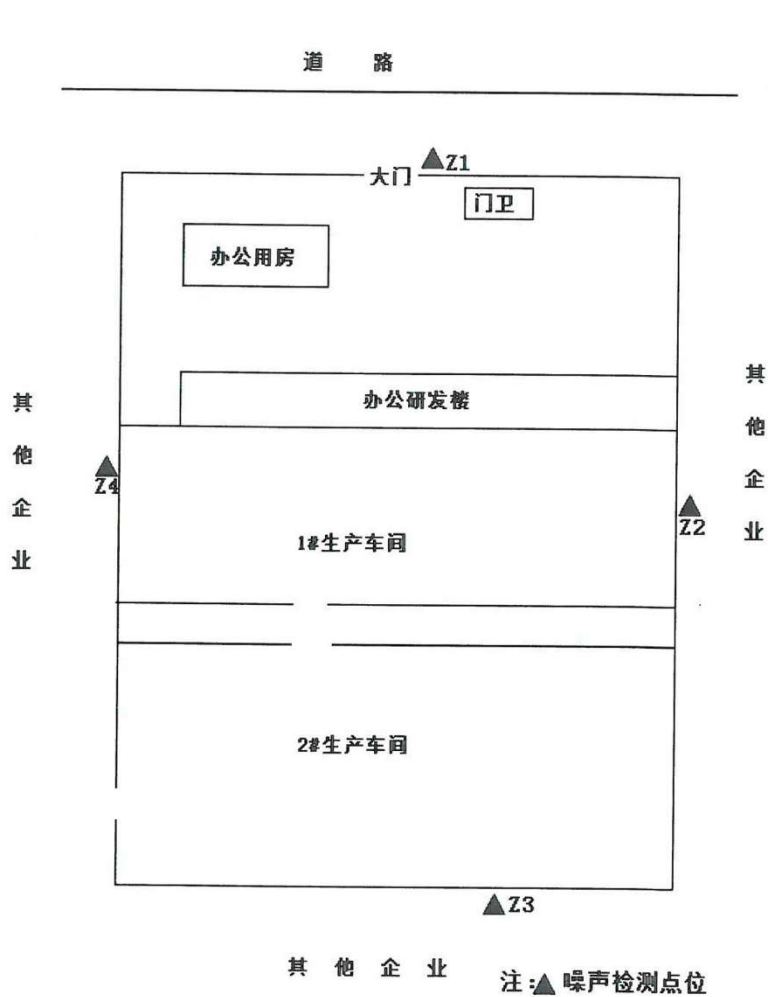 道 路
▲Z1
大门
门卫
办公用房
办公研发楼
其他企业
其他企业
▲Z4
▲Z2
1#生产车间
2#生产车间
▲Z3
其他企业
注:▲噪声检测点位